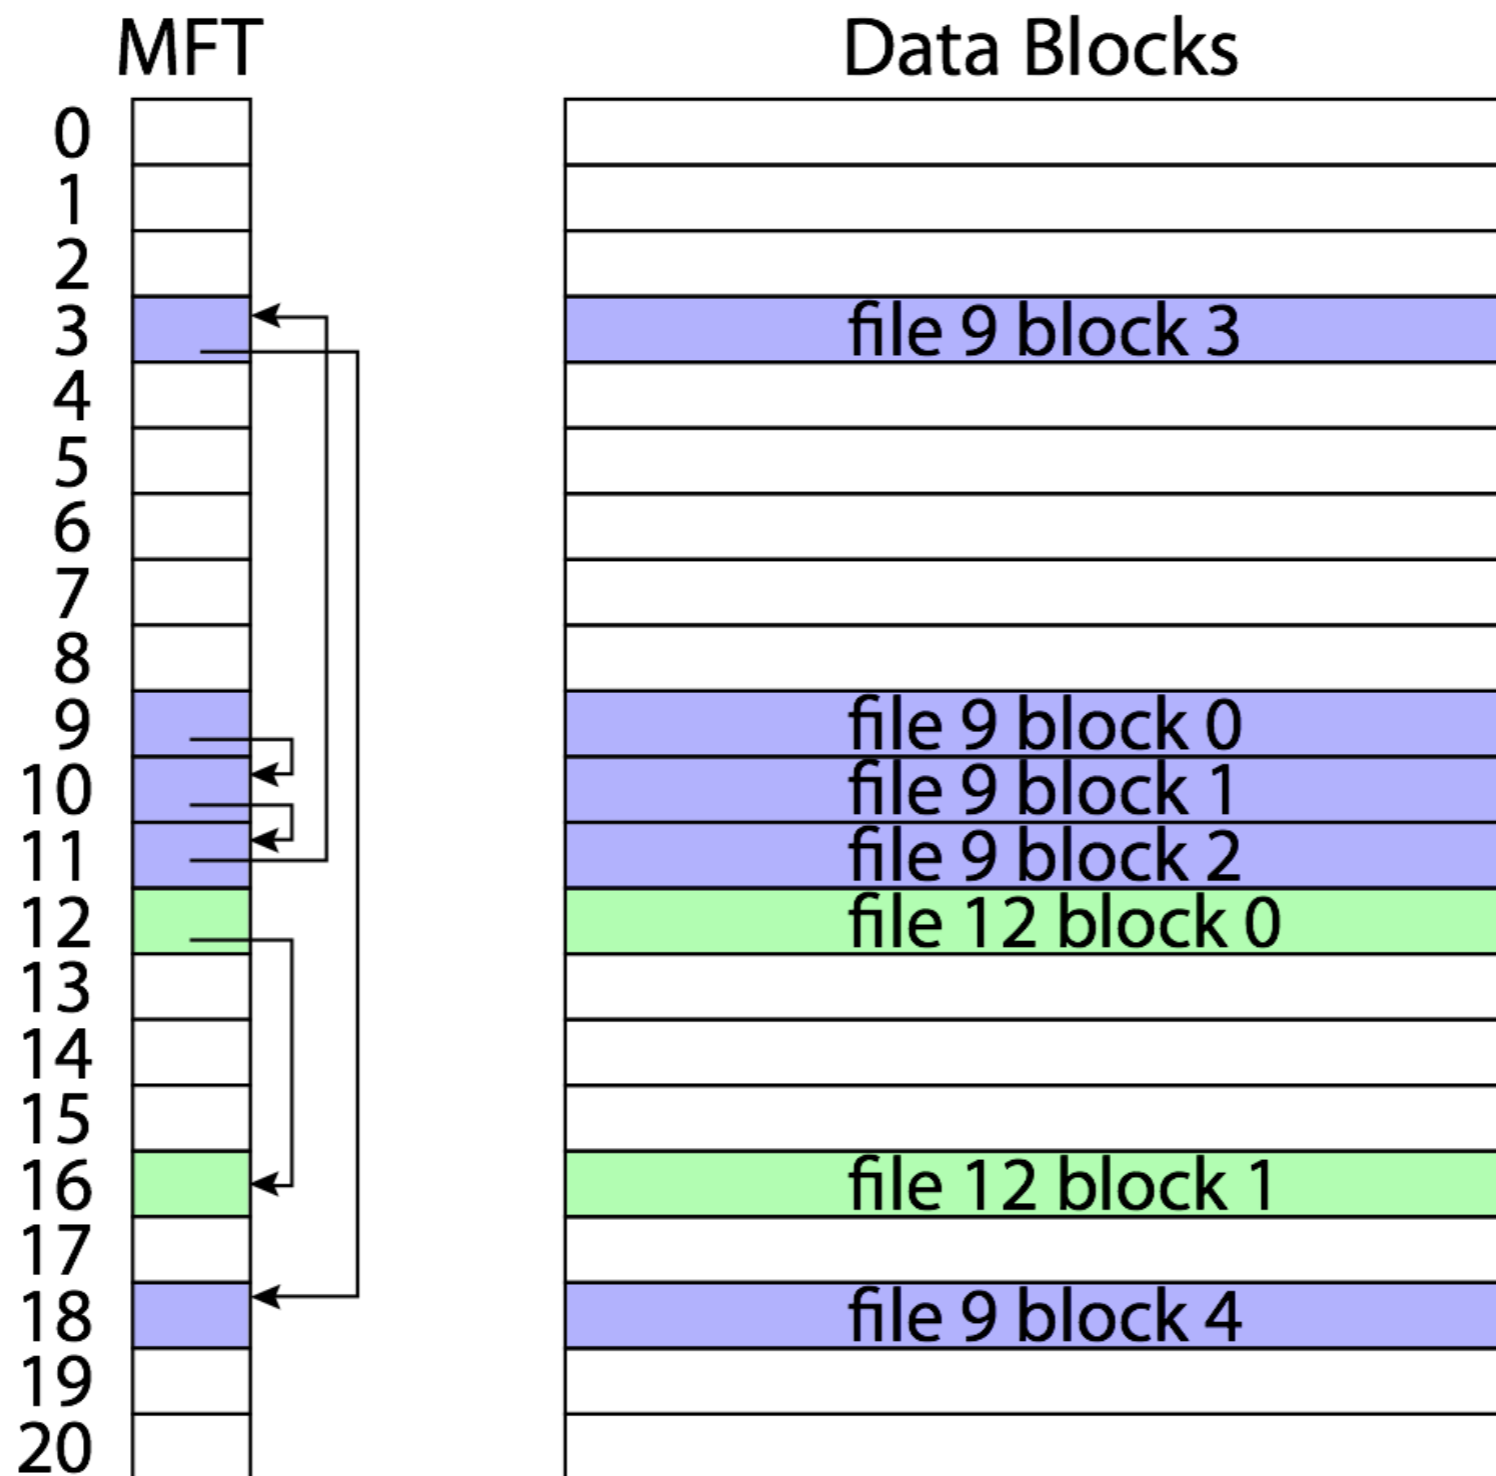 MFT Data Blocks
0
1
2
3 file 9 block 3
4
5
6
7
8
9 file 9 block 0
10 file 9 block 1
11 file 9 block 2
12 file 12 block 0
13
14
15
16 file 12 block 1
17
18 file 9 block 4
19
20